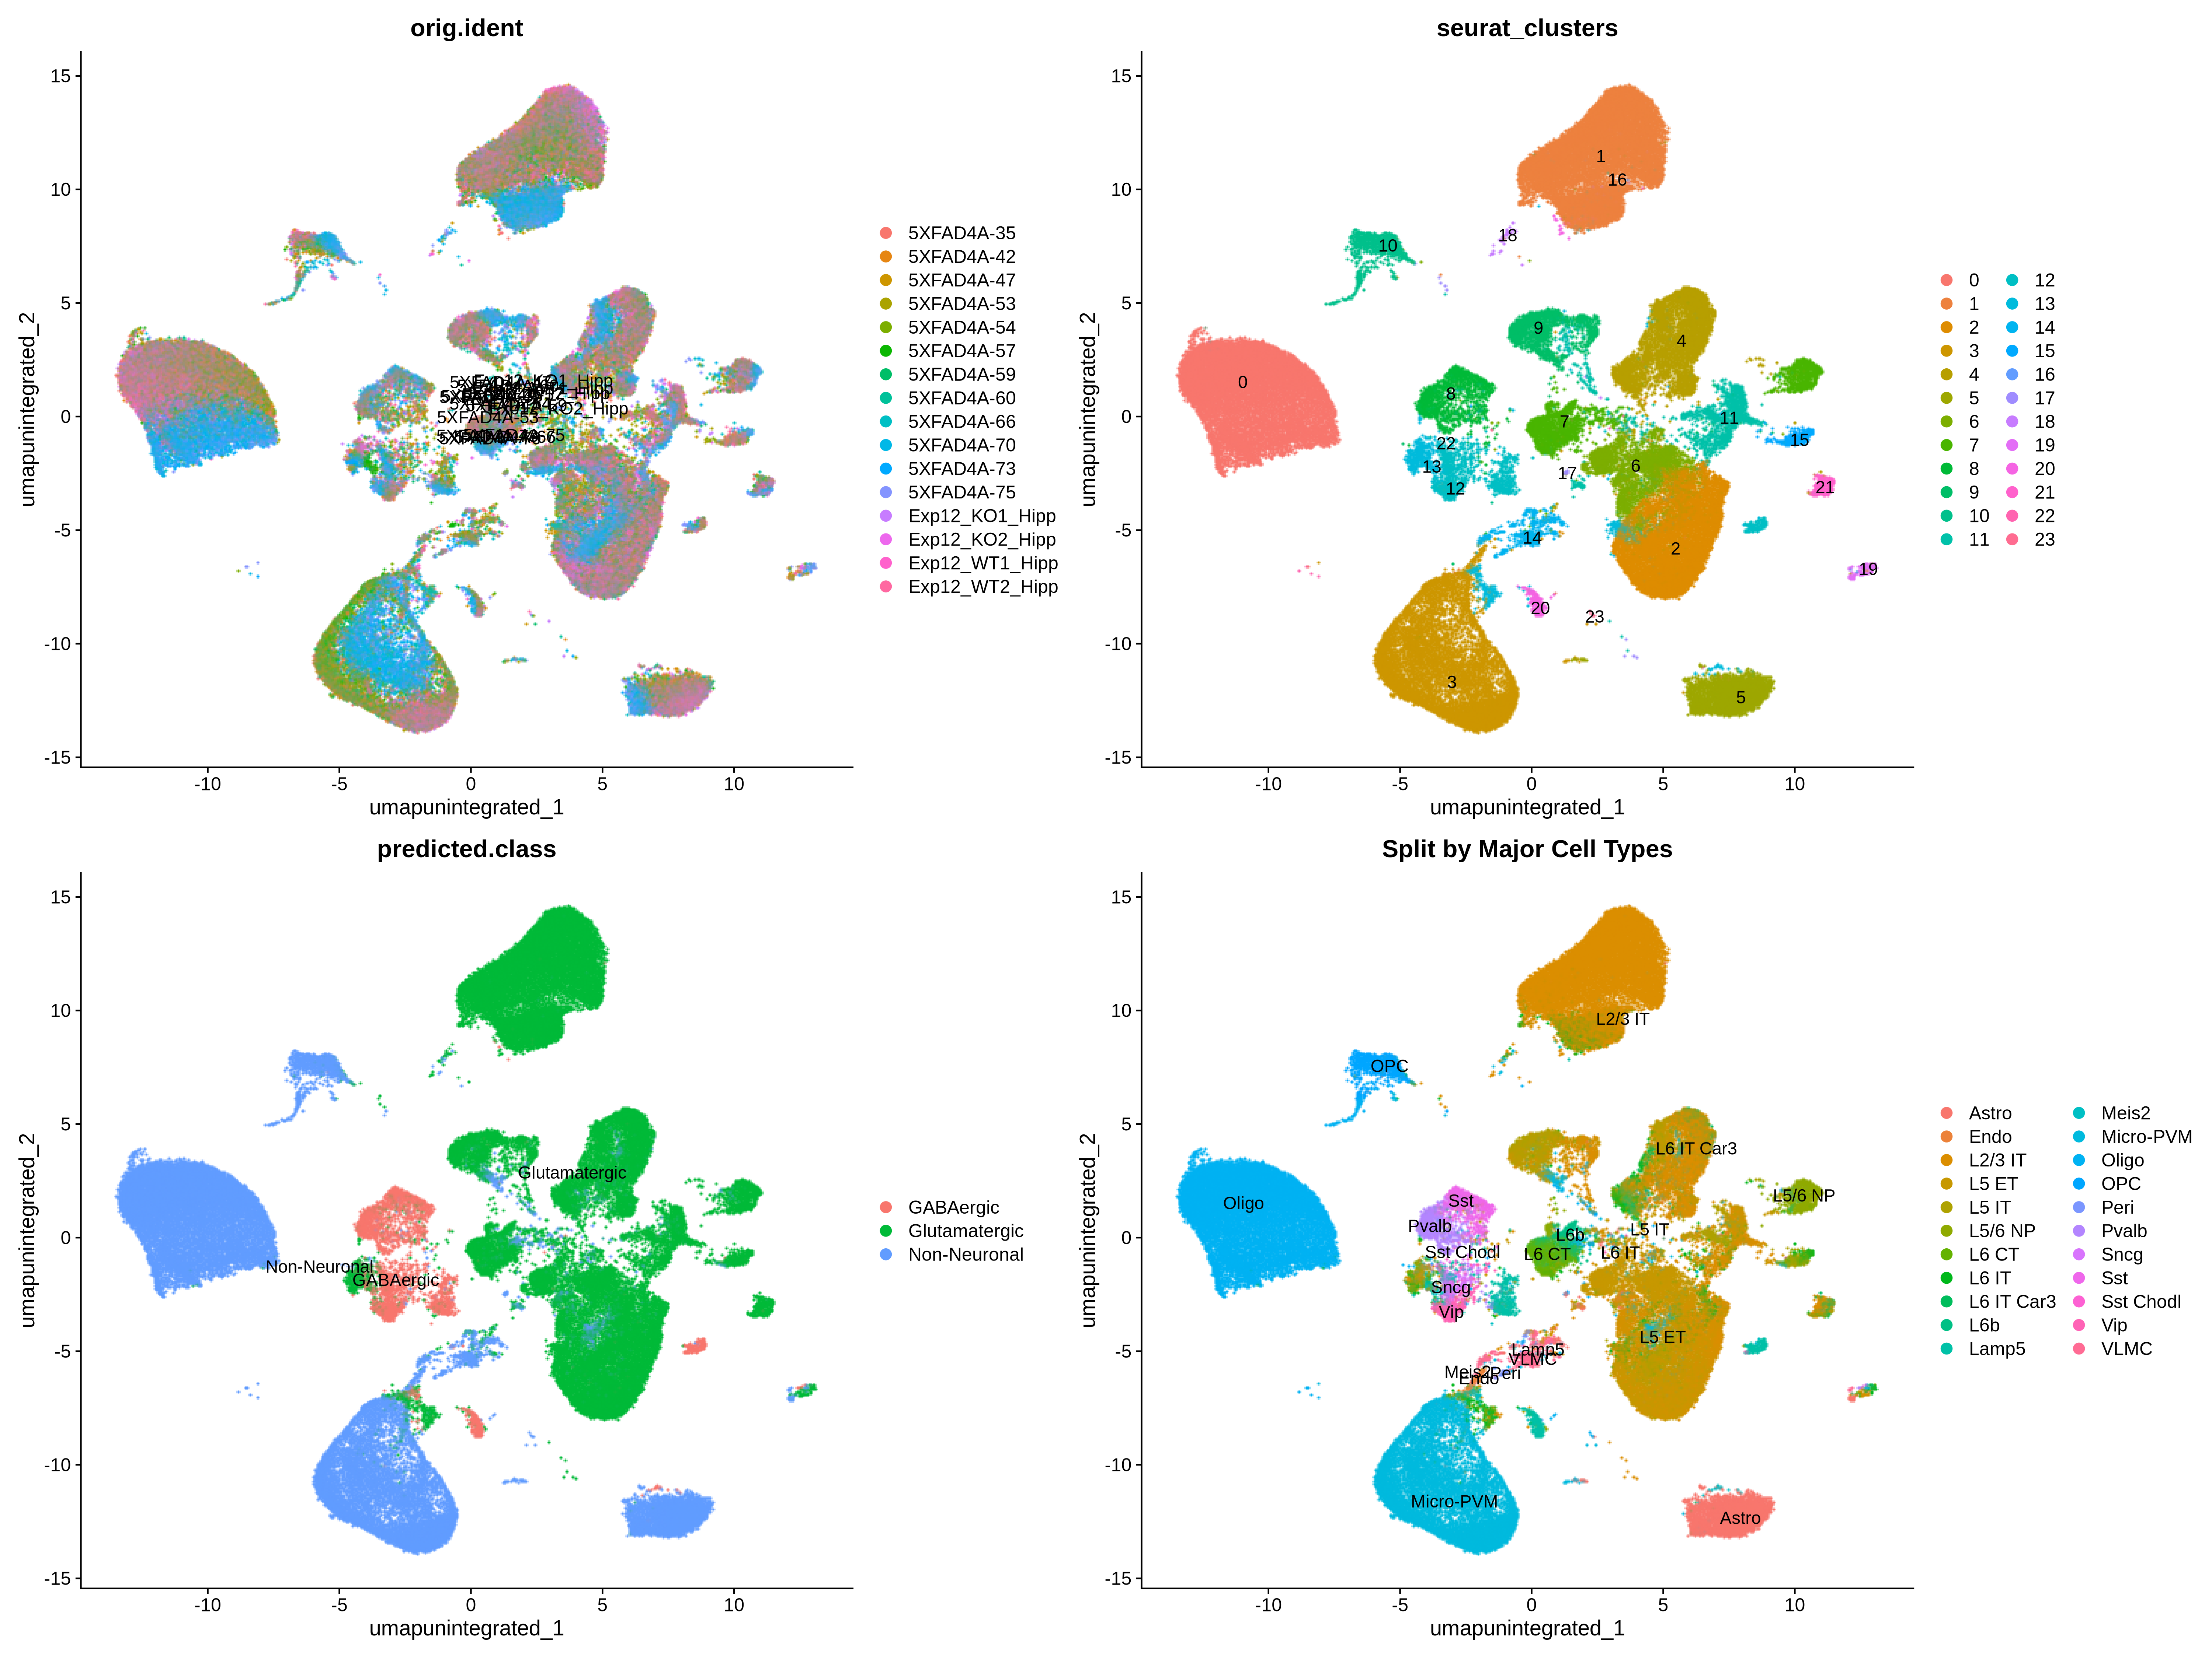 orig.ident
15
10
5
0
-5
-10
-15
-10
-5
0
5
10
umapunintegrated_1
umapunintegrated_2
5XFAD4A-53
5XFAD4A-35
5XFAD4A-42
5XFAD4A-47
5XFAD4A-53
5XFAD4A-54
5XFAD4A-57
5XFAD4A-59
5XFAD4A-60
5XFAD4A-66
5XFAD4A-70
5XFAD4A-73
5XFAD4A-75
Exp12_KO1_Hipp
Exp12_KO2_Hipp
Exp12_WT1_Hipp
Exp12_WT2_Hipp
seurat_clusters
15
10
5
0
-5
-10
-15
-10
-5
0
5
10
umapunintegrated_1
umapunintegrated_2
1
16
18
10
9
4
0
8
7
11
15
22
13
12
17
6
21
14
2
19
20
23
3
5
0
1
2
3
4
5
6
7
8
9
10
11
12
13
14
15
16
17
18
19
20
21
22
23
predicted.class
15
10
5
0
-5
-10
-15
-10
-5
0
5
10
umapunintegrated_1
umapunintegrated_2
Glutamatergic
Non-Neuronal
GABAergic
GABAergic
Glutamatergic
Non-Neuronal
Split by Major Cell Types
15
10
5
0
-5
-10
-15
-10
-5
0
5
10
umapunintegrated_1
umapunintegrated_2
L2/3 IT
OPC
L6 IT Car3
L5/6 NP
Oligo
Sst
Pvalb
L6b
L5 IT
Sst Chodl
L6 CT
L6 IT
Sncg
Vip
L5 ET
Lamp5
VLMC
Meis2
Peri
Endo
Micro-PVM
Astro
Astro
Endo
L2/3 IT
L5 ET
L5 IT
L5/6 NP
L6 CT
L6 IT
L6 IT Car3
L6b
Lamp5
Meis2
Micro-PVM
Oligo
OPC
Peri
Pvalb
Sncg
Sst
Sst Chodl
Vip
VLMC